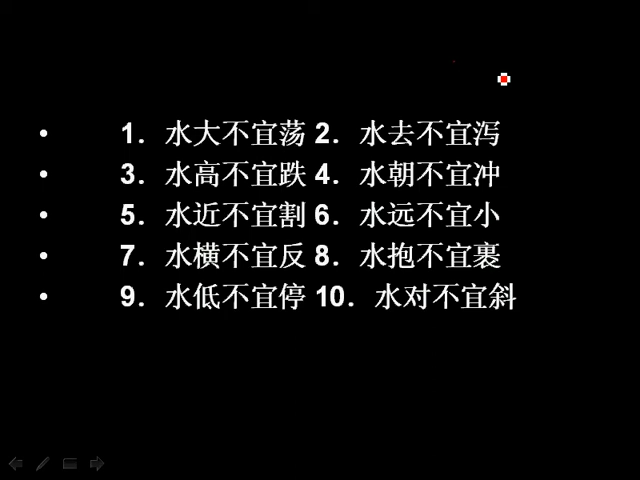 • 1．水大不宜荡 2．水去不宜泻
• 3．水高不宜跌 4．水朝不宜冲
• 5．水近不宜割 6．水远不宜小
• 7．水横不宜反 8．水抱不宜裹
• 9．水低不宜停 10．水对不宜斜